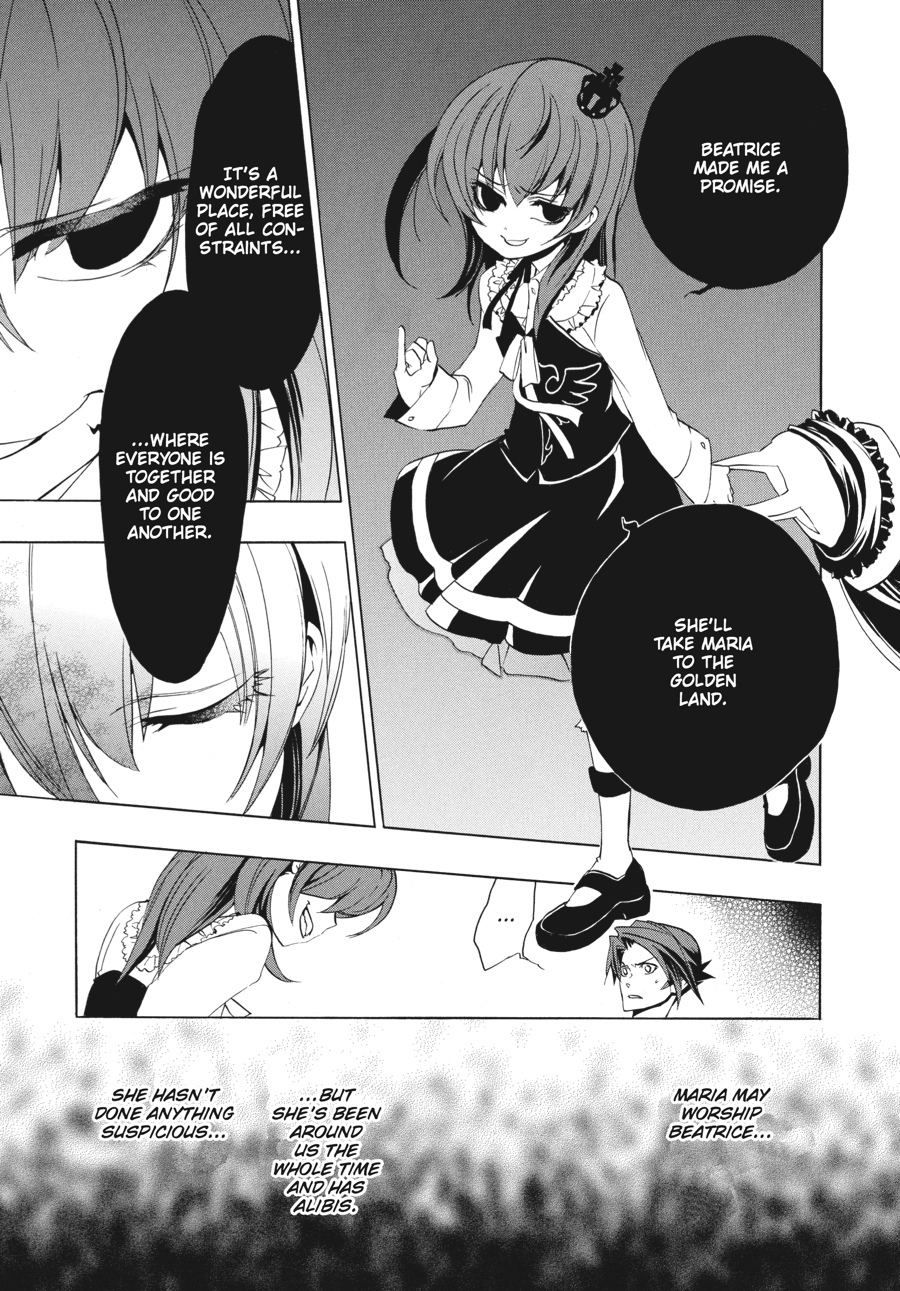 BEATRICE
MADE ME A
PROMISE.
SHE'LL
TAKE MARIA
TO THE
GOLDEN
LAND.
IT'S A
WONDERFUL
PLACE, FREE
OF ALL CON-
STRAINTS...
...WHERE
EVERYONE IS
TOGETHER
AND GOOD
TO ONE
ANOTHER.
...
MARIA MAY
WORSHIP
BEATRICE...
...BUT
SHE'S BEEN
AROUND
US THE
WHOLE TIME
AND HAS
ALIBIS.
SHE HASN'T
DONE ANYTHING
SUSPICIOUS...